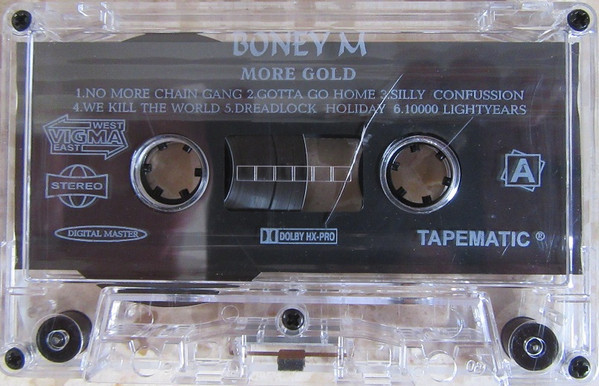 BONEY M
MORE GOLD
1.NO MORE CHAIN GANG 2.GOTTA GO HOME 3.SILLY CONFUSSION
4.WE KILL THE WORLD 5.DREADLOCK HOLIDAY 6.10000 LIGHTYEARS
WEST
VIGMA
EAST
A
STEREO
DIGITAL MASTER
DOLBY HX-PRO
TAPEMATIC ®